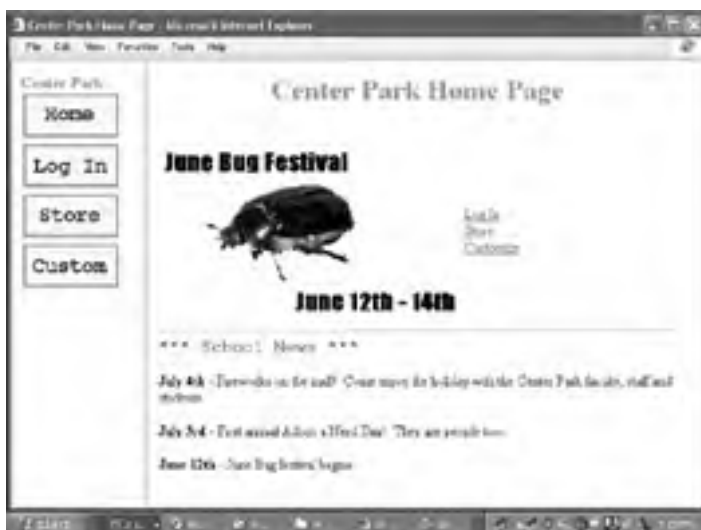 Center Park Home Page - Microsoft Internet Explorer
File Edit View Favorites Tools Help
Center Park
Home
Log In
Store
Custom
Center Park Home Page
June Bug Festival
Log In
Store
Customize
June 12th - 14th
*** School News ***
July 4th - Fireworks on the mall! Come enjoy the holiday with the Center Park faculty, staff and
students.
July 3rd - First annual Adopt a Nerd Day! They are people too.
June 12th - June Bug festival begins